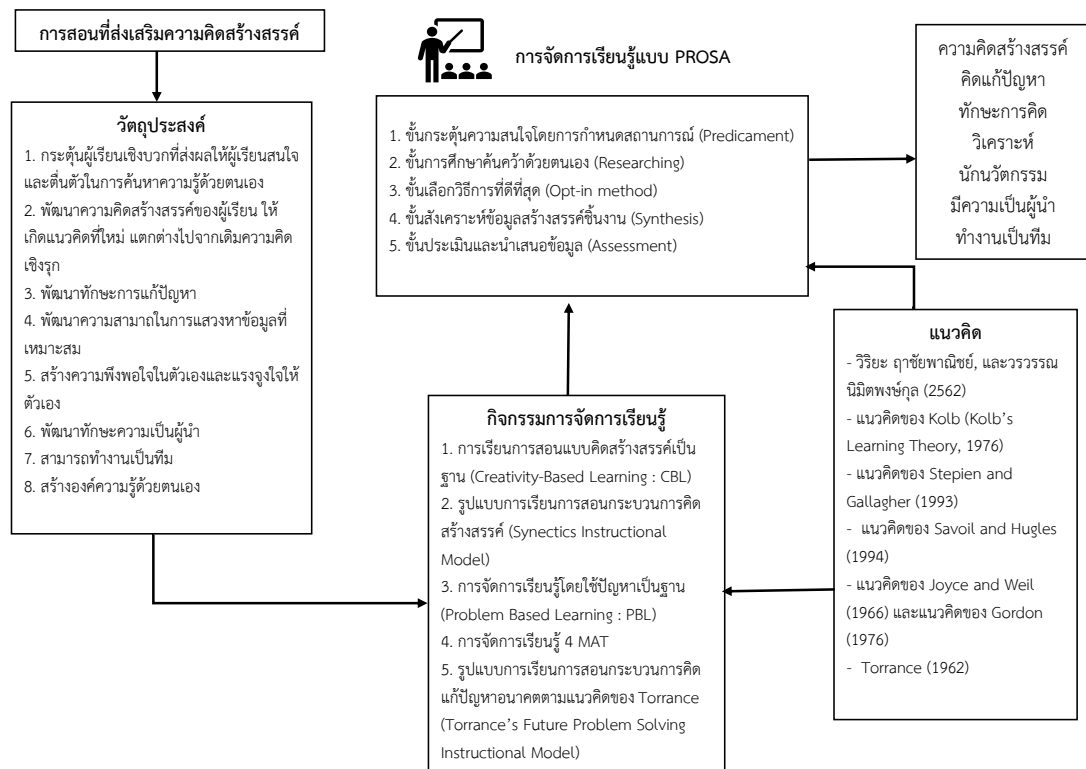 การสอนที่ส่งเสริมความคิดสร้างสรรค์
วัตถุประสงค์
1. กระตุ้นผู้เรียนเชิงบวกที่ส่งผลให้ผู้เรียนสนใจ
และตื่นตัวในการค้นหาความรู้ด้วยตนเอง
2. พัฒนาความคิดสร้างสรรค์ของผู้เรียน ให้
เกิดแนวคิดที่ใหม่ แตกต่างไปจากเดิมความคิด
เชิงรุก
3. พัฒนาทักษะการแก้ปัญหา
4. พัฒนาความสามาถในการแสวงหาข้อมูลที่
เหมาะสม
5. สร้างความพึงพอใจในตัวเองและแรงจูงใจให้
ตัวเอง
6. พัฒนาทักษะความเป็นผู้นำ
7. สามารถทำงานเป็นทีม
8. สร้างองค์ความรู้ด้วยตนเอง
การจัดการเรียนรู้แบบ PROSA
1. ขั้นกระตุ้นความสนใจโดยการกำหนดสถานการณ์ (Predicament)
2. ขั้นการศึกษาค้นคว้าด้วยตนเอง (Researching)
3. ขั้นเลือกวิธีการที่ดีที่สุด (Opt-in method)
4. ขั้นสังเคราะห์ข้อมูลสร้างสรรค์ชิ้นงาน (Synthesis)
5. ขั้นประเมินและนำเสนอข้อมูล (Assessment)
ความคิดสร้างสรรค์
คิดแก้ปัญหา
ทักษะการคิด
วิเคราะห์
นักนวัตกรรม
มีความเป็นผู้นำ
ทำงานเป็นทีม
กิจกรรมการจัดการเรียนรู้
1. การเรียนการสอนแบบคิดสร้างสรรค์เป็น
ฐาน (Creativity-Based Learning : CBL)
2. รูปแบบการเรียนการสอนกระบวนการคิด
สร้างสรรค์ (Synectics Instructional
Model)
3. การจัดการเรียนรู้โดยใช้ปัญหาเป็นฐาน
(Problem Based Learning : PBL)
4. การจัดการเรียนรู้ 4 MAT
5. รูปแบบการเรียนการสอนกระบวนการคิด
แก้ปัญหาอนาคตตามแนวคิดของ Torrance
(Torrance's Future Problem Solving
Instructional Model)
แนวคิด
- วิริยะ ฤาชัยพาณิชย์, และวรวรรณ
นิมิตพงษ์กุล (2562)
- แนวคิดของ Kolb (Kolb's
Learning Theory, 1976)
- แนวคิดของ Stepien and
Gallagher (1993)
- แนวคิดของ Savoil and Hugles
(1994)
- แนวคิดของ Joyce and Weil
(1966) และแนวคิดของ Gordon
(1976)
- Torrance (1962)